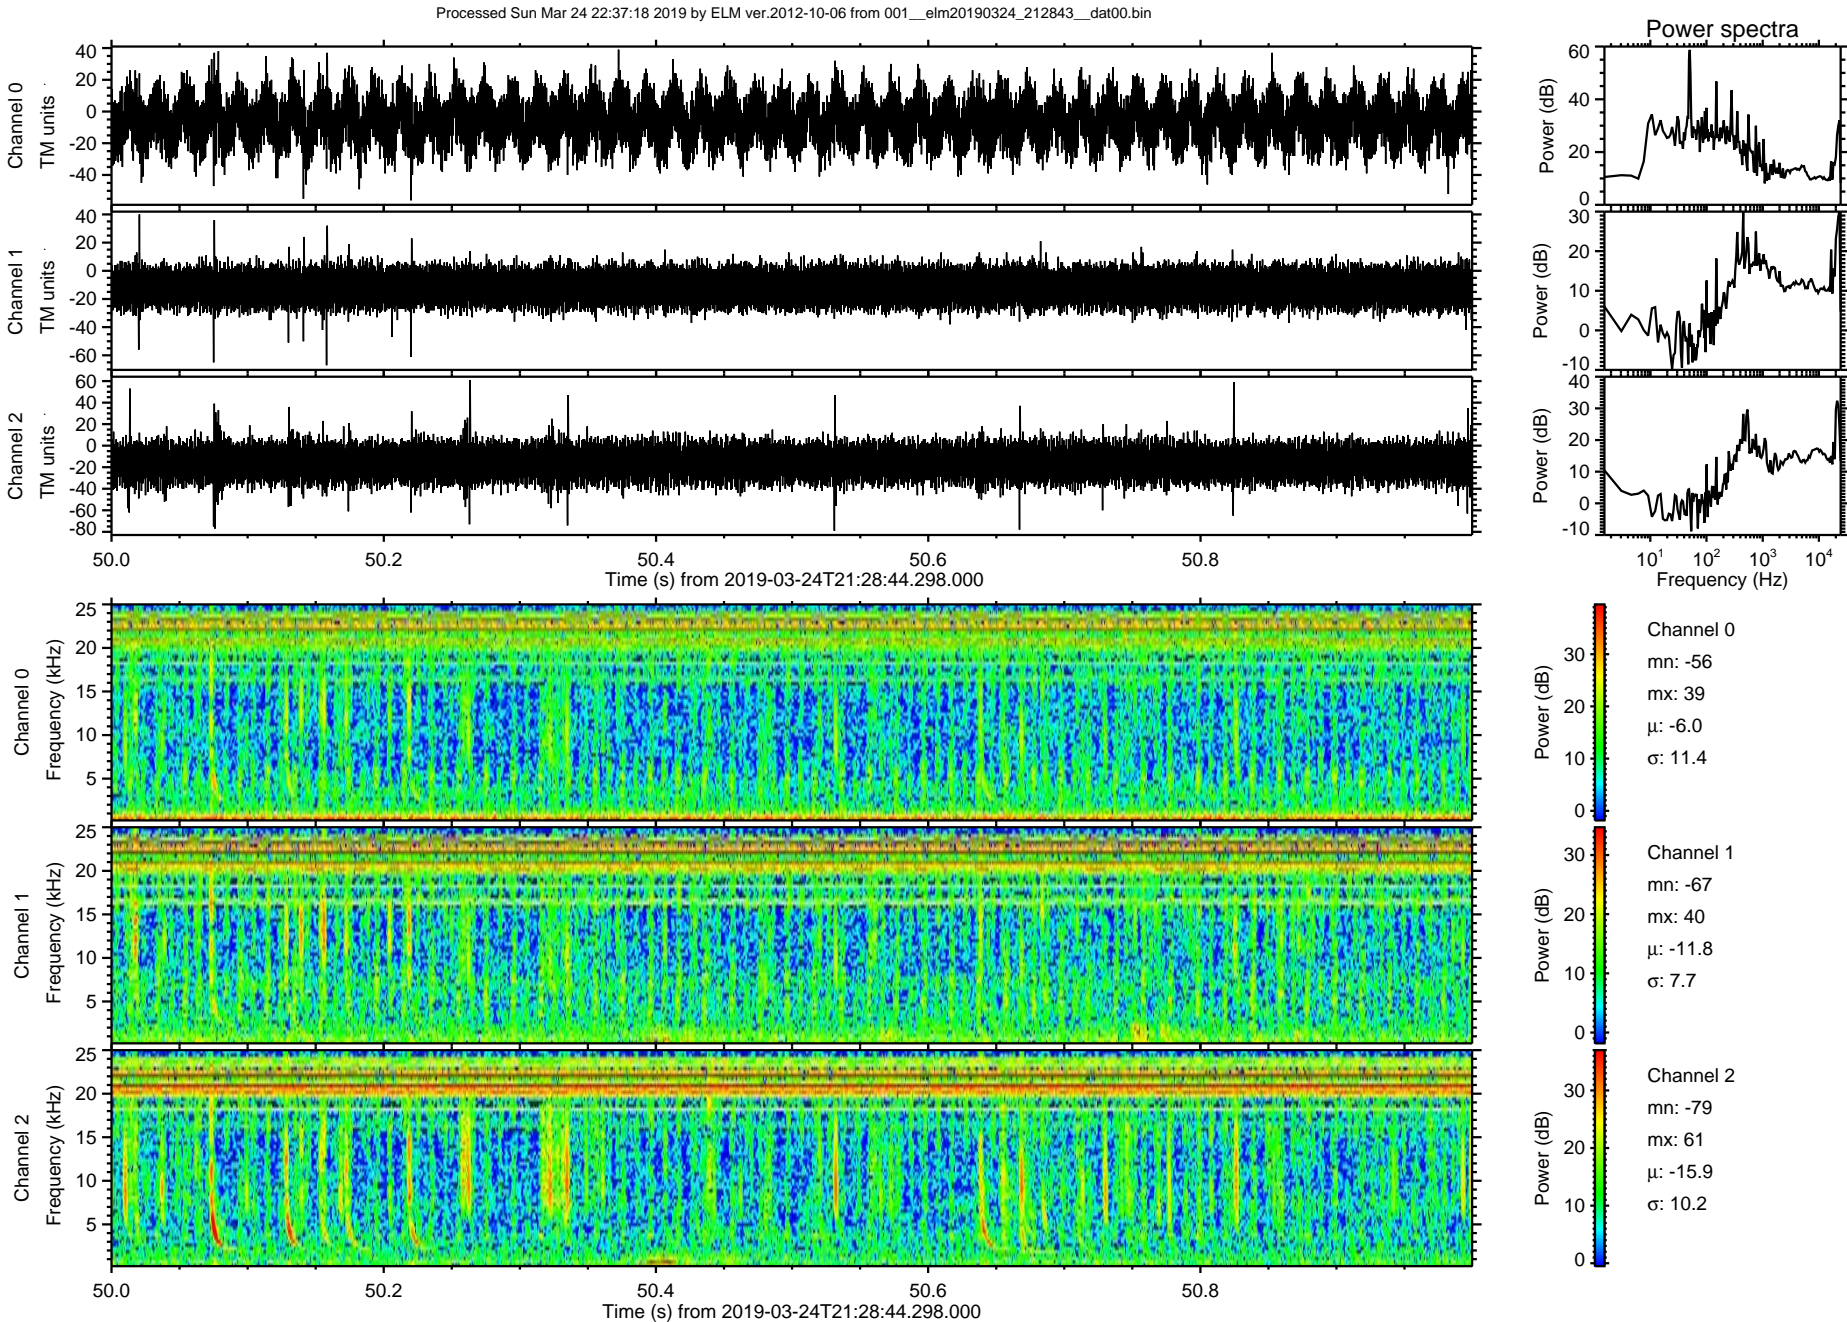 Processed Sun Mar 24 22:37:18 2019 by ELM ver.2012-10-06 from 001__elm20190324_212843__dat00.bin
Power spectra
Channel 0
TM units
40
20
0
-20
-40
Power (dB)
60
40
20
0
Channel 1
TM units
40
20
0
-20
-40
-60
Power (dB)
30
20
10
0
-10
Channel 2
TM units
60
40
20
0
-20
-40
-60
-80
Power (dB)
40
30
20
10
0
-10
50.0 50.2 50.4 50.6 50.8
Time (s) from 2019-03-24T21:28:44.298.000
10¹ 10² 10³ 10⁴
Frequency (Hz)
Channel 0
Frequency (kHz)
25
20
15
10
5
Power (dB)
30
20
10
0
Channel 0
mn: -56
mx: 39
μ: -6.0
σ: 11.4
Channel 1
Frequency (kHz)
25
20
15
10
5
Power (dB)
30
20
10
0
Channel 1
mn: -67
mx: 40
μ: -11.8
σ: 7.7
Channel 2
Frequency (kHz)
25
20
15
10
5
Power (dB)
30
20
10
0
Channel 2
mn: -79
mx: 61
μ: -15.9
σ: 10.2
50.0 50.2 50.4 50.6 50.8
Time (s) from 2019-03-24T21:28:44.298.000